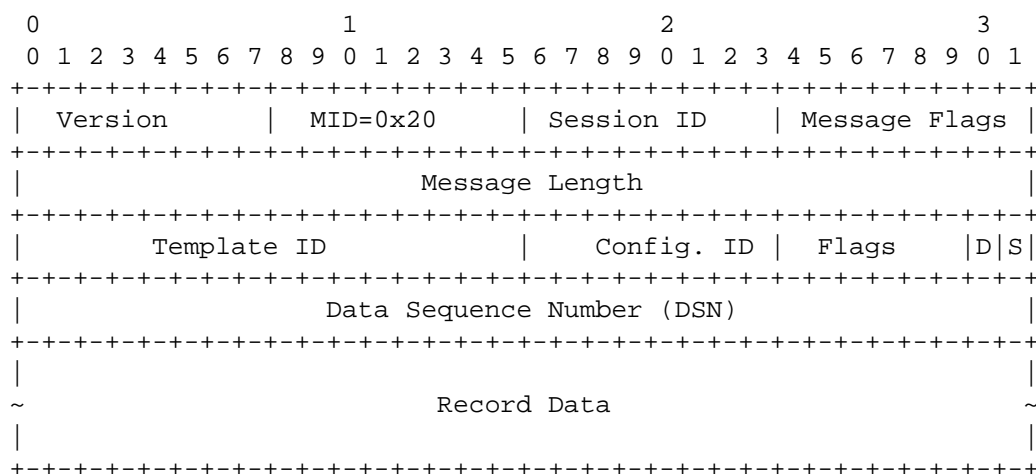 0                   1                   2                   3
 0 1 2 3 4 5 6 7 8 9 0 1 2 3 4 5 6 7 8 9 0 1 2 3 4 5 6 7 8 9 0 1
+-+-+-+-+-+-+-+-+-+-+-+-+-+-+-+-+-+-+-+-+-+-+-+-+-+-+-+-+-+-+-+-+
|  Version      |  MID=0x20     | Session ID    | Message Flags |
+-+-+-+-+-+-+-+-+-+-+-+-+-+-+-+-+-+-+-+-+-+-+-+-+-+-+-+-+-+-+-+-+
|                         Message Length                        |
+-+-+-+-+-+-+-+-+-+-+-+-+-+-+-+-+-+-+-+-+-+-+-+-+-+-+-+-+-+-+-+-+
|        Template ID            |    Config. ID |  Flags    |D|S|
+-+-+-+-+-+-+-+-+-+-+-+-+-+-+-+-+-+-+-+-+-+-+-+-+-+-+-+-+-+-+-+-+
|                   Data Sequence Number (DSN)                  |
+-+-+-+-+-+-+-+-+-+-+-+-+-+-+-+-+-+-+-+-+-+-+-+-+-+-+-+-+-+-+-+-+
|                                                               |
~                          Record Data                          ~
|                                                               |
+-+-+-+-+-+-+-+-+-+-+-+-+-+-+-+-+-+-+-+-+-+-+-+-+-+-+-+-+-+-+-+-+